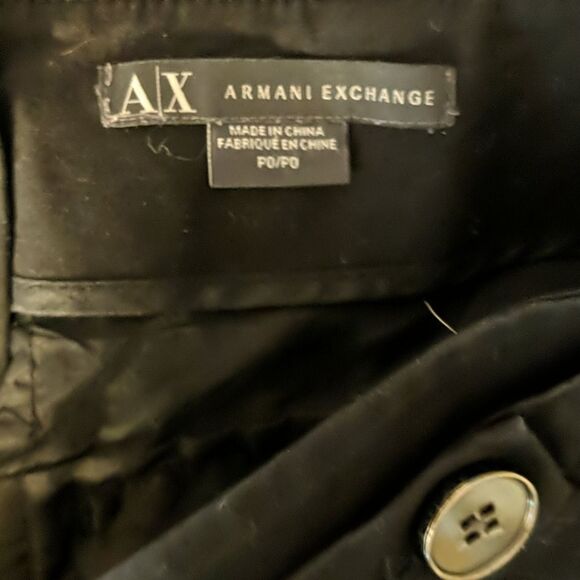 A|X ARMANI EXCHANGE
MADE IN CHINA
FABRIQUÉ EN CHINE
P0/P0